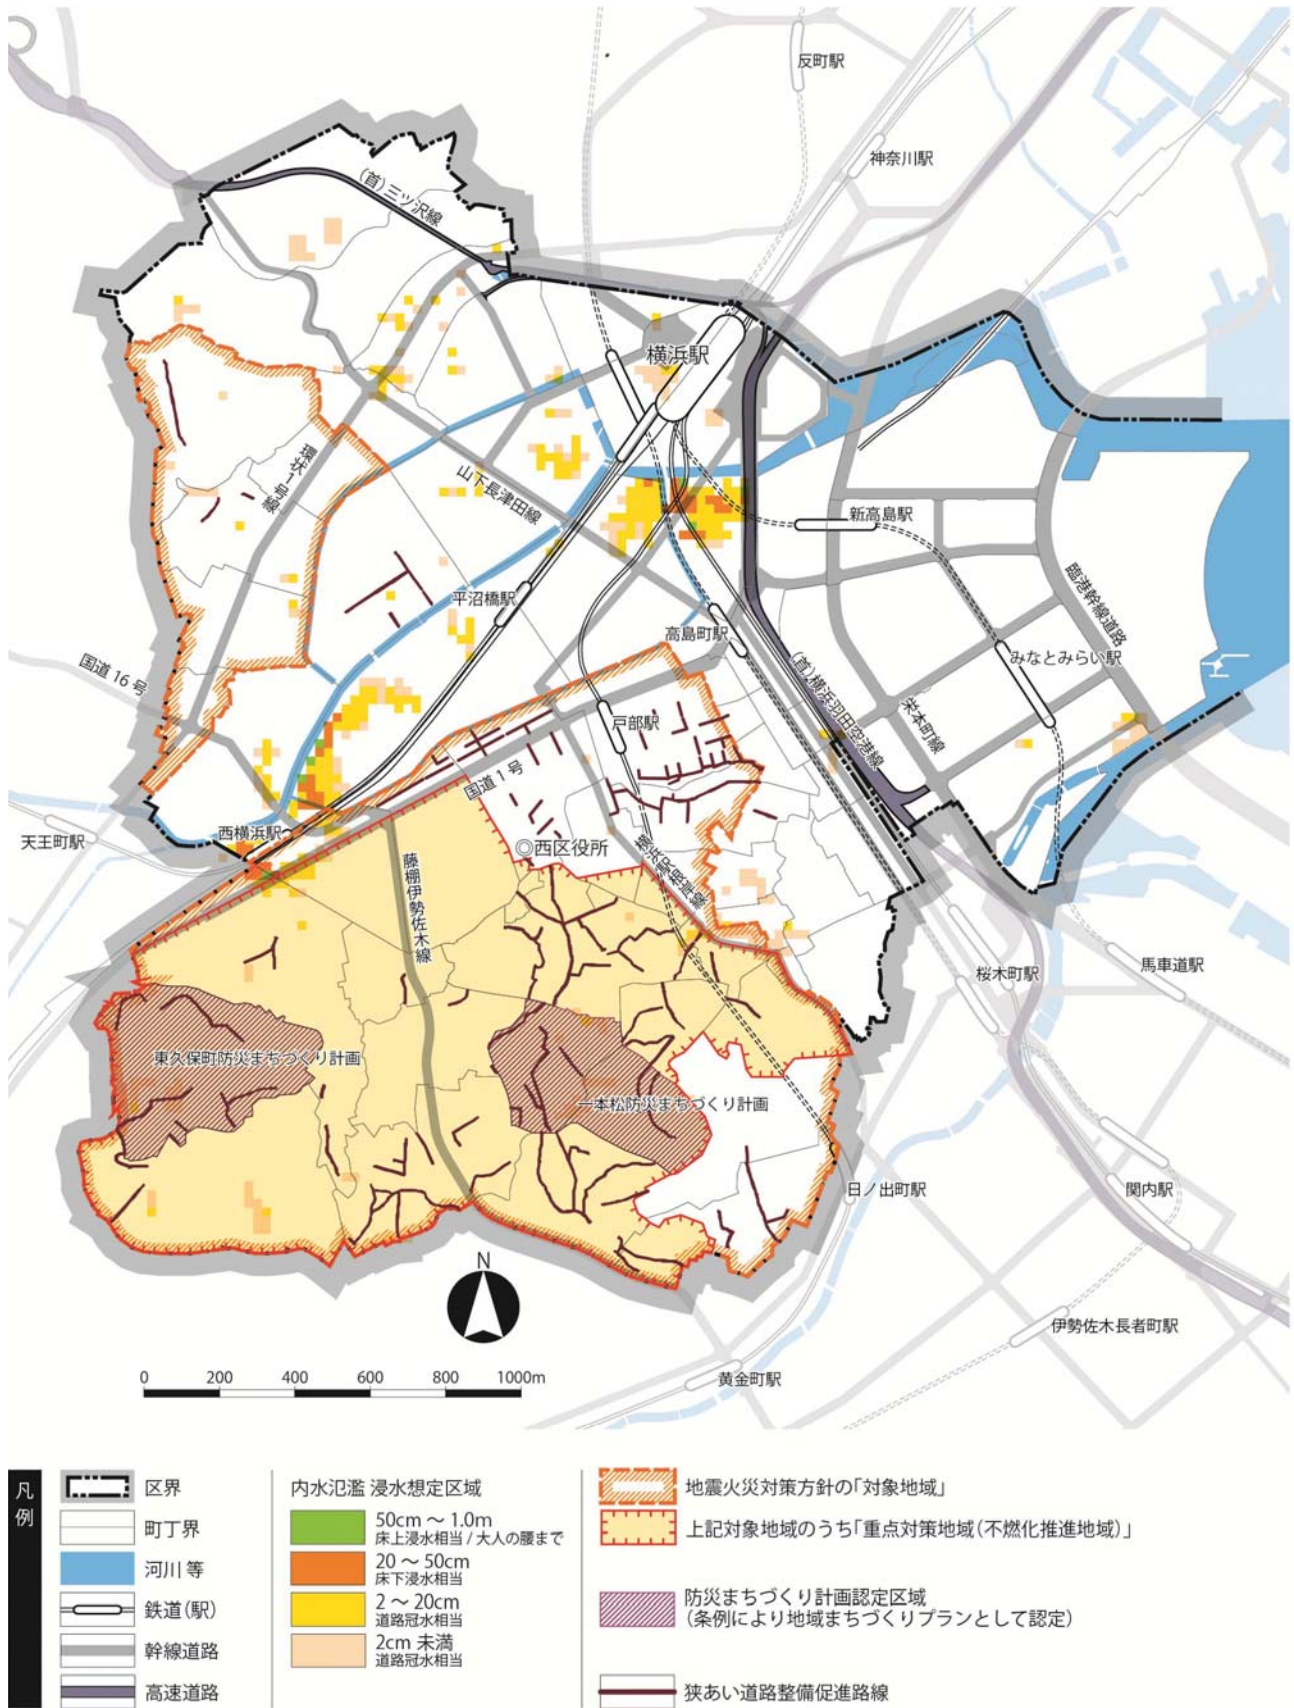 反町駅
神奈川駅
(首)三ツ沢線
横浜駅
環状1号線
山下長津田線
新高島駅
臨港幹線道路
平沼橋駅
高島町駅
みなとみらい駅
国道16号
(首)横浜羽田空港線
栄本町線
戸部駅
国道1号
天王町駅
西横浜駅
◎西区役所
藤棚伊勢佐木線
横浜駅根岸線
桜木町駅
馬車道駅
東久保町防災まちづくり計画
一本松防災まちづくり計画
日ノ出町駅
関内駅
N
伊勢佐木長者町駅
黄金町駅
0 200 400 600 800 1000m
凡例
区界
町丁界
河川 等
鉄道(駅)
幹線道路
高速道路
内水氾濫 浸水想定区域
50cm ～ 1.0m
床上浸水相当 / 大人の腰まで
20 ～ 50cm
床下浸水相当
2 ～ 20cm
道路冠水相当
2cm 未満
道路冠水相当
地震火災対策方針の「対象地域」
上記対象地域のうち「重点対策地域(不燃化推進地域)」
防災まちづくり計画認定区域
(条例により地域まちづくりプランとして認定)
狭あい道路整備促進路線